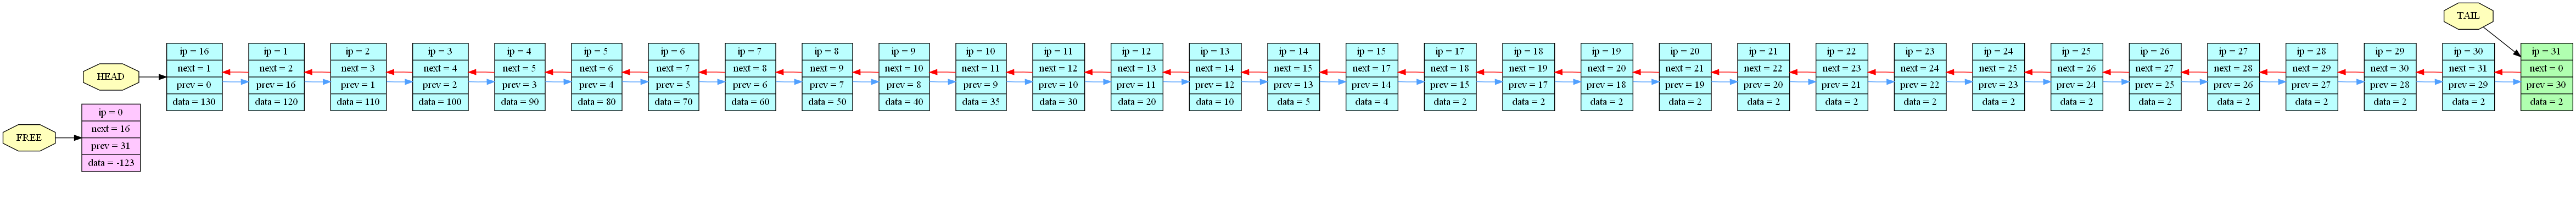 TAIL
HEAD
FREE
ip = 0
next = 16
prev = 31
data = -123
ip = 16
next = 1
prev = 0
data = 130
ip = 1
next = 2
prev = 16
data = 120
ip = 2
next = 3
prev = 1
data = 110
ip = 3
next = 4
prev = 2
data = 100
ip = 4
next = 5
prev = 3
data = 90
ip = 5
next = 6
prev = 4
data = 80
ip = 6
next = 7
prev = 5
data = 70
ip = 7
next = 8
prev = 6
data = 60
ip = 8
next = 9
prev = 7
data = 50
ip = 9
next = 10
prev = 8
data = 40
ip = 10
next = 11
prev = 9
data = 35
ip = 11
next = 12
prev = 10
data = 30
ip = 12
next = 13
prev = 11
data = 20
ip = 13
next = 14
prev = 12
data = 10
ip = 14
next = 15
prev = 13
data = 5
ip = 15
next = 17
prev = 14
data = 4
ip = 17
next = 18
prev = 15
data = 2
ip = 18
next = 19
prev = 17
data = 2
ip = 19
next = 20
prev = 18
data = 2
ip = 20
next = 21
prev = 19
data = 2
ip = 21
next = 22
prev = 20
data = 2
ip = 22
next = 23
prev = 21
data = 2
ip = 23
next = 24
prev = 22
data = 2
ip = 24
next = 25
prev = 23
data = 2
ip = 25
next = 26
prev = 24
data = 2
ip = 26
next = 27
prev = 25
data = 2
ip = 27
next = 28
prev = 26
data = 2
ip = 28
next = 29
prev = 27
data = 2
ip = 29
next = 30
prev = 28
data = 2
ip = 30
next = 31
prev = 29
data = 2
ip = 31
next = 0
prev = 30
data = 2